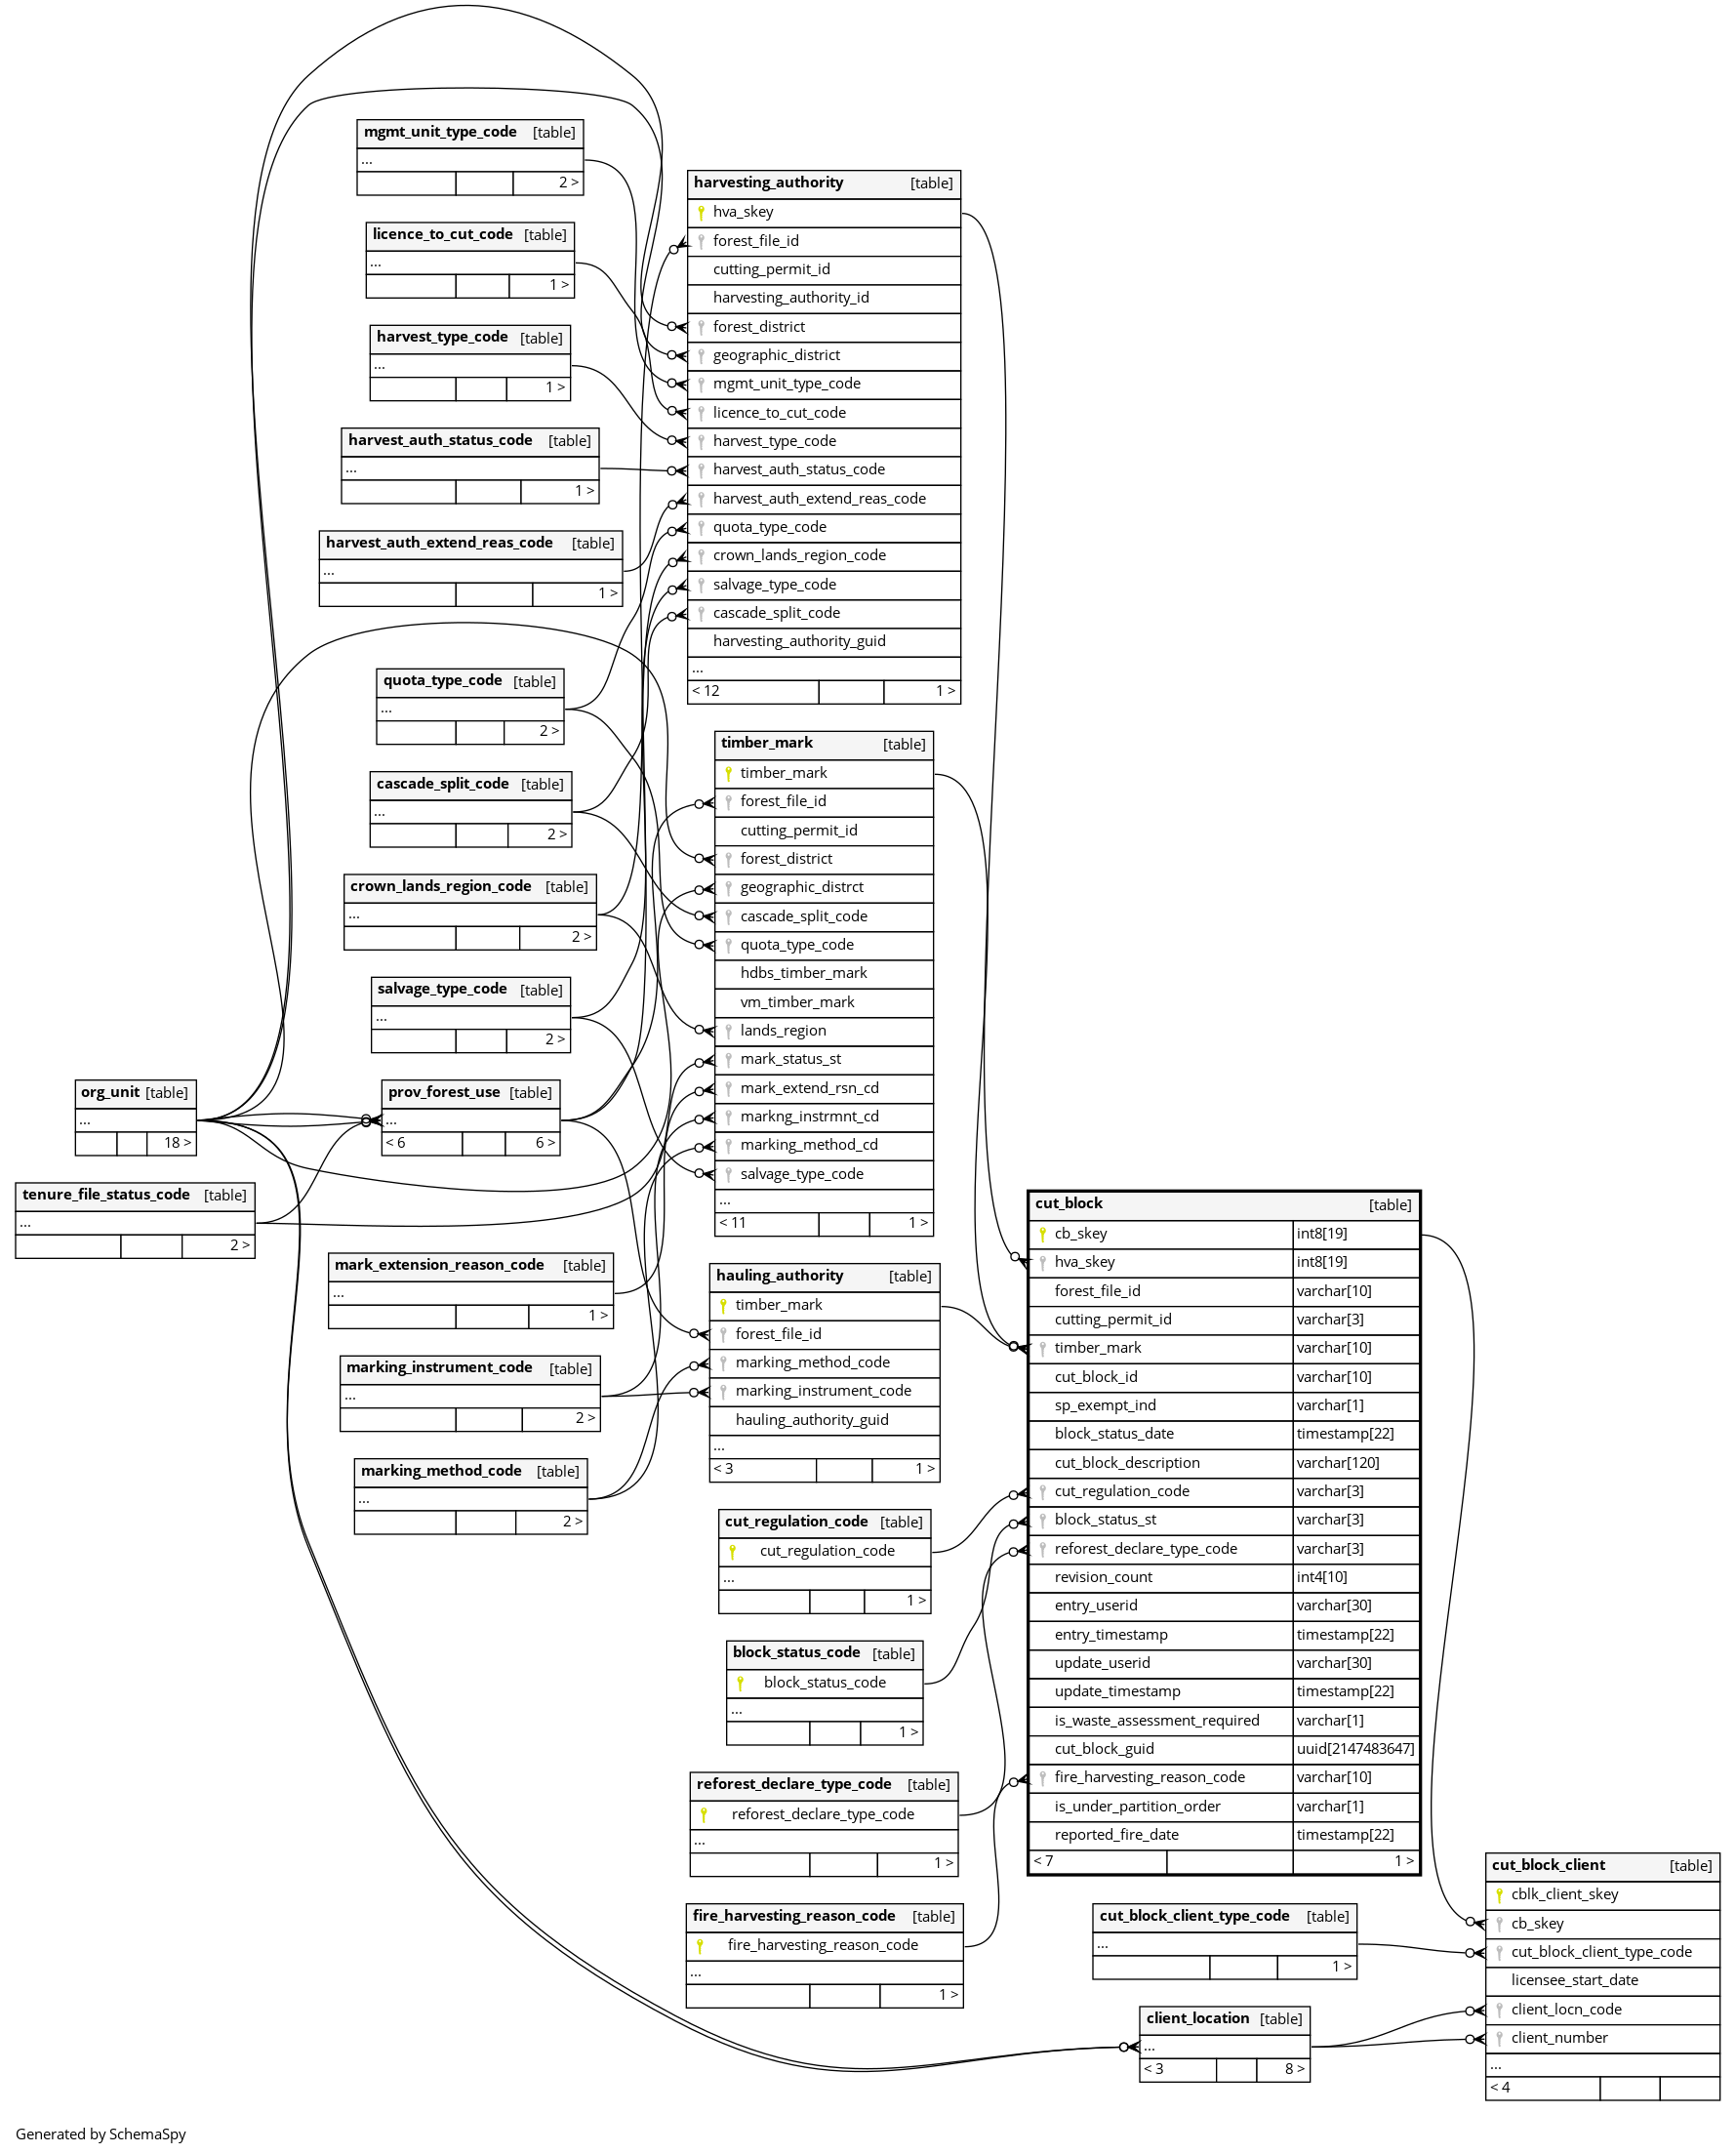 mgmt_unit_type_code [table]
...
2 >
licence_to_cut_code [table]
...
1 >
harvest_type_code [table]
...
1 >
harvest_auth_status_code [table]
...
1 >
harvest_auth_extend_reas_code [table]
...
1 >
quota_type_code [table]
...
2 >
cascade_split_code [table]
...
2 >
crown_lands_region_code [table]
...
2 >
salvage_type_code [table]
...
2 >
org_unit [table]
...
18 >
prov_forest_use [table]
...
< 6 6 >
tenure_file_status_code [table]
...
2 >
mark_extension_reason_code [table]
...
1 >
marking_instrument_code [table]
...
2 >
marking_method_code [table]
...
2 >
harvesting_authority [table]
hva_skey
forest_file_id
cutting_permit_id
harvesting_authority_id
forest_district
geographic_district
mgmt_unit_type_code
licence_to_cut_code
harvest_type_code
harvest_auth_status_code
harvest_auth_extend_reas_code
quota_type_code
crown_lands_region_code
salvage_type_code
cascade_split_code
harvesting_authority_guid
...
< 12 1 >
timber_mark [table]
timber_mark
forest_file_id
cutting_permit_id
forest_district
geographic_distrct
cascade_split_code
quota_type_code
hdbs_timber_mark
vm_timber_mark
lands_region
mark_status_st
mark_extend_rsn_cd
markng_instrmnt_cd
marking_method_cd
salvage_type_code
...
< 11 1 >
hauling_authority [table]
timber_mark
forest_file_id
marking_method_code
marking_instrument_code
hauling_authority_guid
...
< 3 1 >
cut_regulation_code [table]
cut_regulation_code
...
1 >
block_status_code [table]
block_status_code
...
1 >
reforest_declare_type_code [table]
reforest_declare_type_code
...
1 >
fire_harvesting_reason_code [table]
fire_harvesting_reason_code
...
1 >
cut_block [table]
cb_skey int8[19]
hva_skey int8[19]
forest_file_id varchar[10]
cutting_permit_id varchar[3]
timber_mark varchar[10]
cut_block_id varchar[10]
sp_exempt_ind varchar[1]
block_status_date timestamp[22]
cut_block_description varchar[120]
cut_regulation_code varchar[3]
block_status_st varchar[3]
reforest_declare_type_code varchar[3]
revision_count int4[10]
entry_userid varchar[30]
entry_timestamp timestamp[22]
update_userid varchar[30]
update_timestamp timestamp[22]
is_waste_assessment_required varchar[1]
cut_block_guid uuid[2147483647]
fire_harvesting_reason_code varchar[10]
is_under_partition_order varchar[1]
reported_fire_date timestamp[22]
< 7 1 >
cut_block_client_type_code [table]
...
1 >
client_location [table]
...
< 3 8 >
cut_block_client [table]
cblk_client_skey
cb_skey
cut_block_client_type_code
licensee_start_date
client_locn_code
client_number
...
< 4
Generated by SchemaSpy